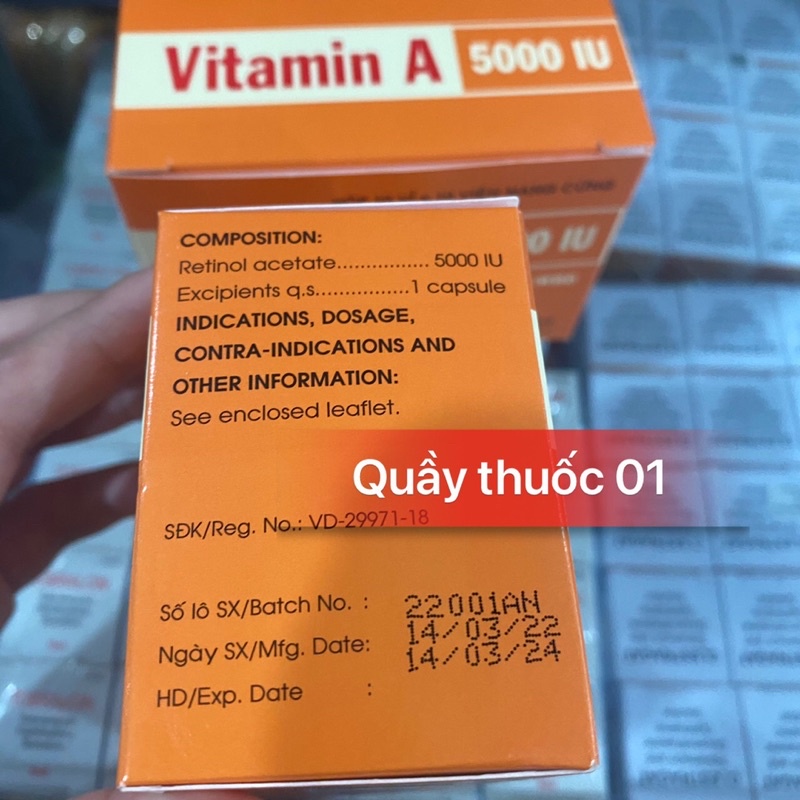 Vitamin A 5000 IU
0 IU
COMPOSITION:
Retinol acetate................ 5000 IU
Excipients q.s................1 capsule
INDICATIONS, DOSAGE,
CONTRA-INDICATIONS AND
OTHER INFORMATION:
See enclosed leaflet.
Quầy thuốc 01
SĐK/Reg. No.: VD-29971-18
Số lô SX/Batch No. : 22001AN
Ngày SX/Mfg. Date: 14/03/22
HD/Exp. Date : 14/03/24